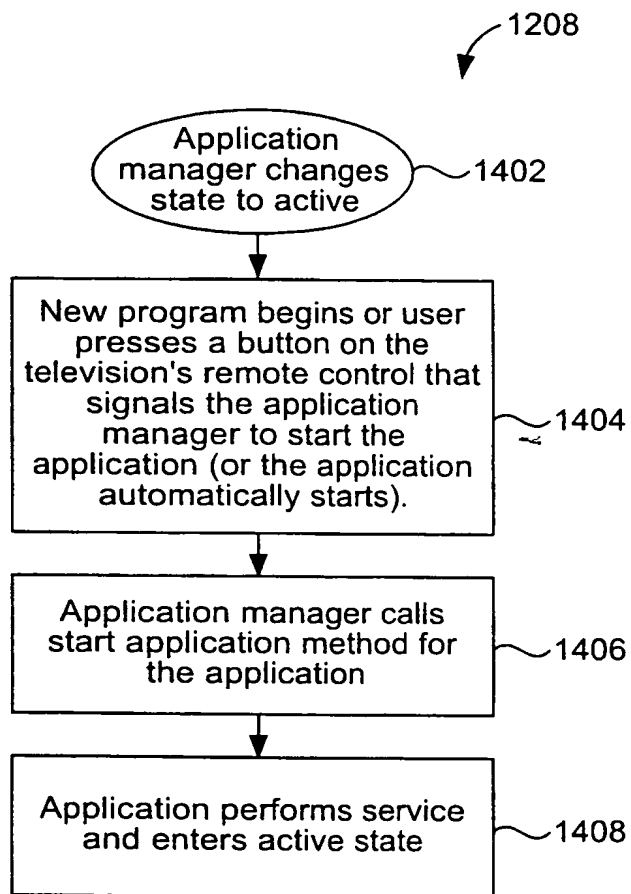 1208
Application
manager changes
state to active
1402
New program begins or user
presses a button on the
television's remote control that
signals the application
manager to start the
application (or the application
automatically starts).
1404
Application manager calls
start application method for
the application
1406
Application performs service
and enters active state
1408